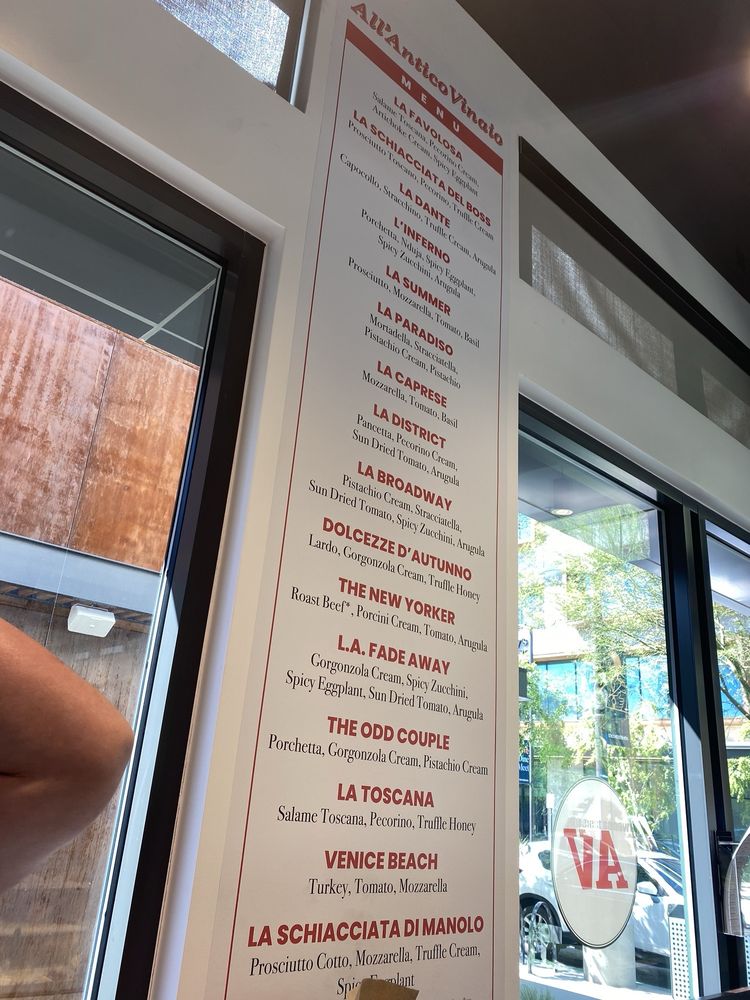 All'Antico Vinaio
MENU
LA FAVOLOSA
Salame Toscana, Pecorino Cream,
Artichoke Cream, Spicy Eggplant
LA SCHIACCIATA DEL BOSS
Prosciutto Toscano, Pecorino, Truffle Cream
LA DANTE
Capocollo, Stracchino, Truffle Cream, Arugula
L'INFERNO
Porchetta, Nduja, Spicy Eggplant,
Spicy Zucchini, Arugula
LA SUMMER
Prosciutto, Mozzarella, Tomato, Basil
LA PARADISO
Mortadella, Stracciatella,
Pistachio Cream, Pistachio
LA CAPRESE
Mozzarella, Tomato, Basil
LA DISTRICT
Pancetta, Pecorino Cream,
Sun Dried Tomato, Arugula
LA BROADWAY
Pistachio Cream, Stracciatella,
Sun Dried Tomato, Spicy Zucchini, Arugula
DOLCEZZE D'AUTUNNO
Lardo, Gorgonzola Cream, Truffle Honey
THE NEW YORKER
Roast Beef*, Porcini Cream, Tomato, Arugula
L.A. FADE AWAY
Gorgonzola Cream, Spicy Zucchini,
Spicy Eggplant, Sun Dried Tomato, Arugula
THE ODD COUPLE
Porchetta, Gorgonzola Cream, Pistachio Cream
LA TOSCANA
Salame Toscana, Pecorino, Truffle Honey
VENICE BEACH
Turkey, Tomato, Mozzarella
LA SCHIACCIATA DI MANOLO
Prosciutto Cotto, Mozzarella, Truffle Cream,
Spicy Eggplant
AV